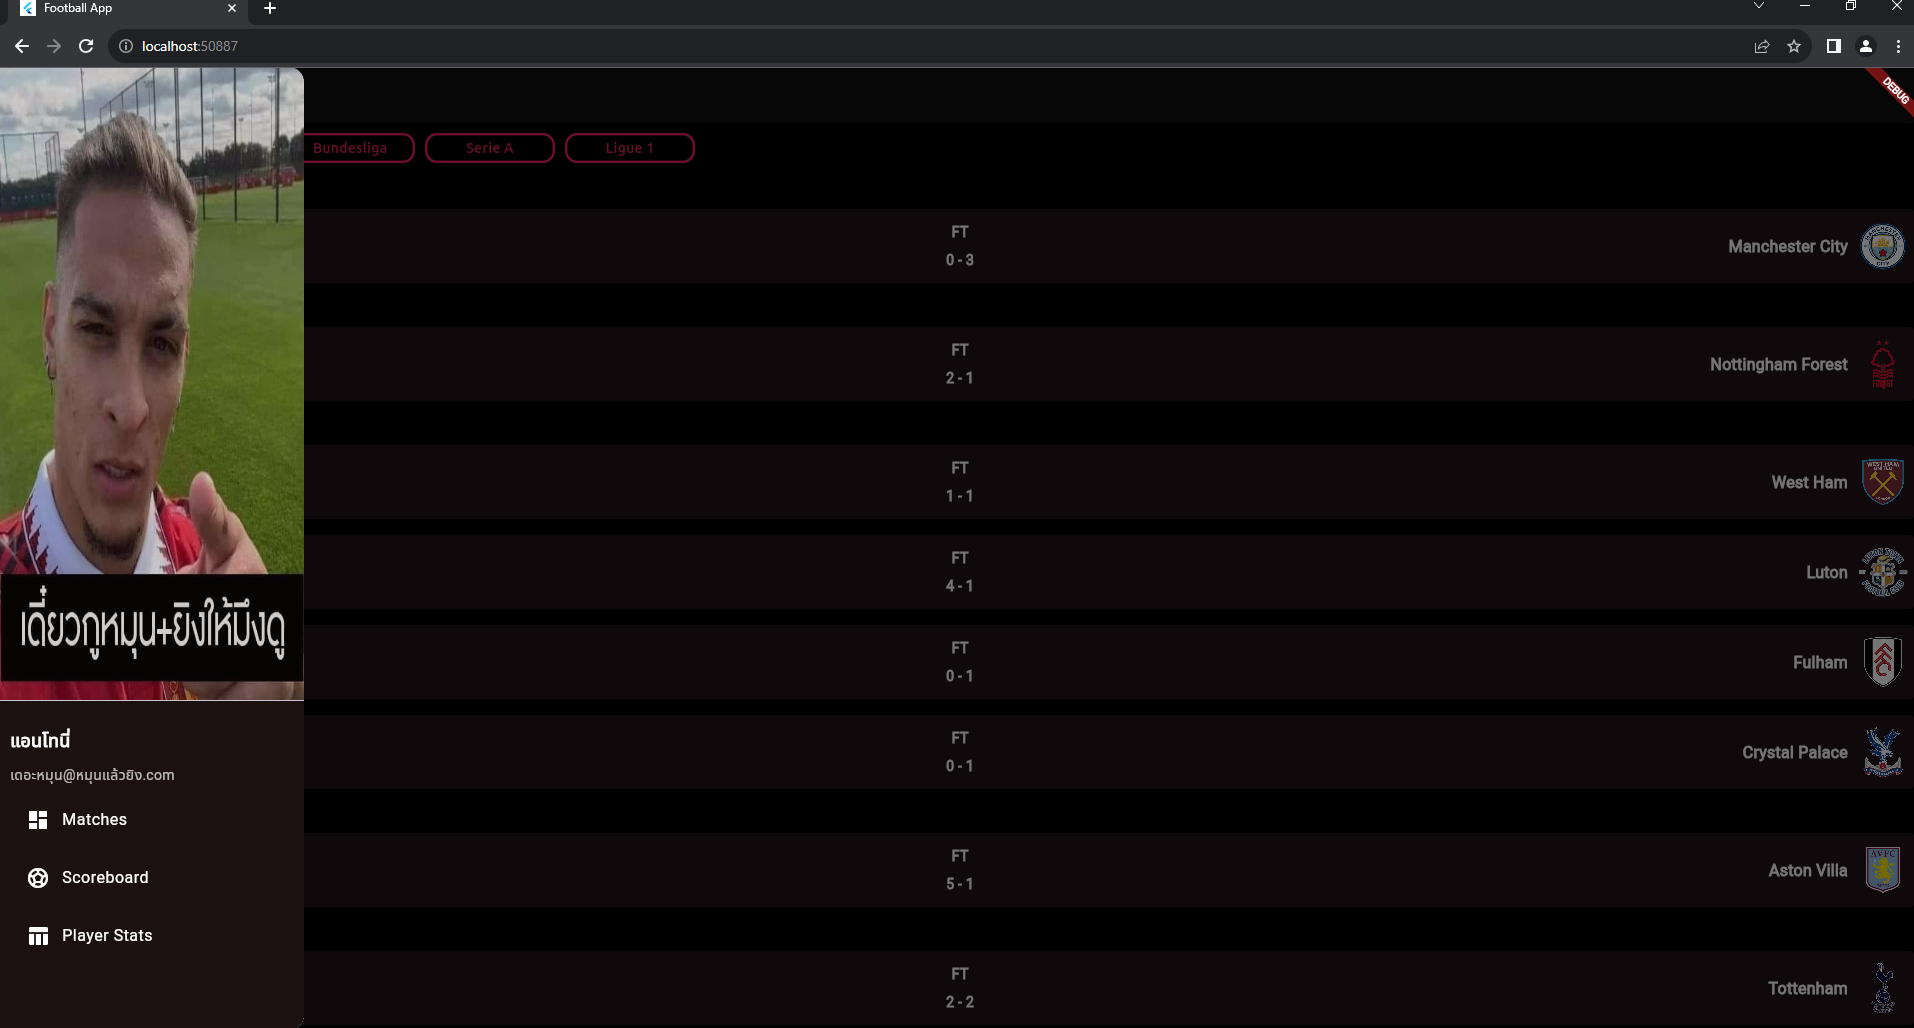 Football App
localhost:50887
DEBUG
Bundesliga
Serie A
Ligue 1
FT
0 - 3
Manchester City
FT
2 - 1
Nottingham Forest
FT
1 - 1
West Ham
FT
4 - 1
Luton
FT
0 - 1
Fulham
FT
0 - 1
Crystal Palace
FT
5 - 1
Aston Villa
FT
2 - 2
Tottenham
เดี๋ยวกูหมุน+ยิงให้มึงดู
แอนโทนี่
เดอะหมุน@หมุนแล้วยิง.com
Matches
Scoreboard
Player Stats